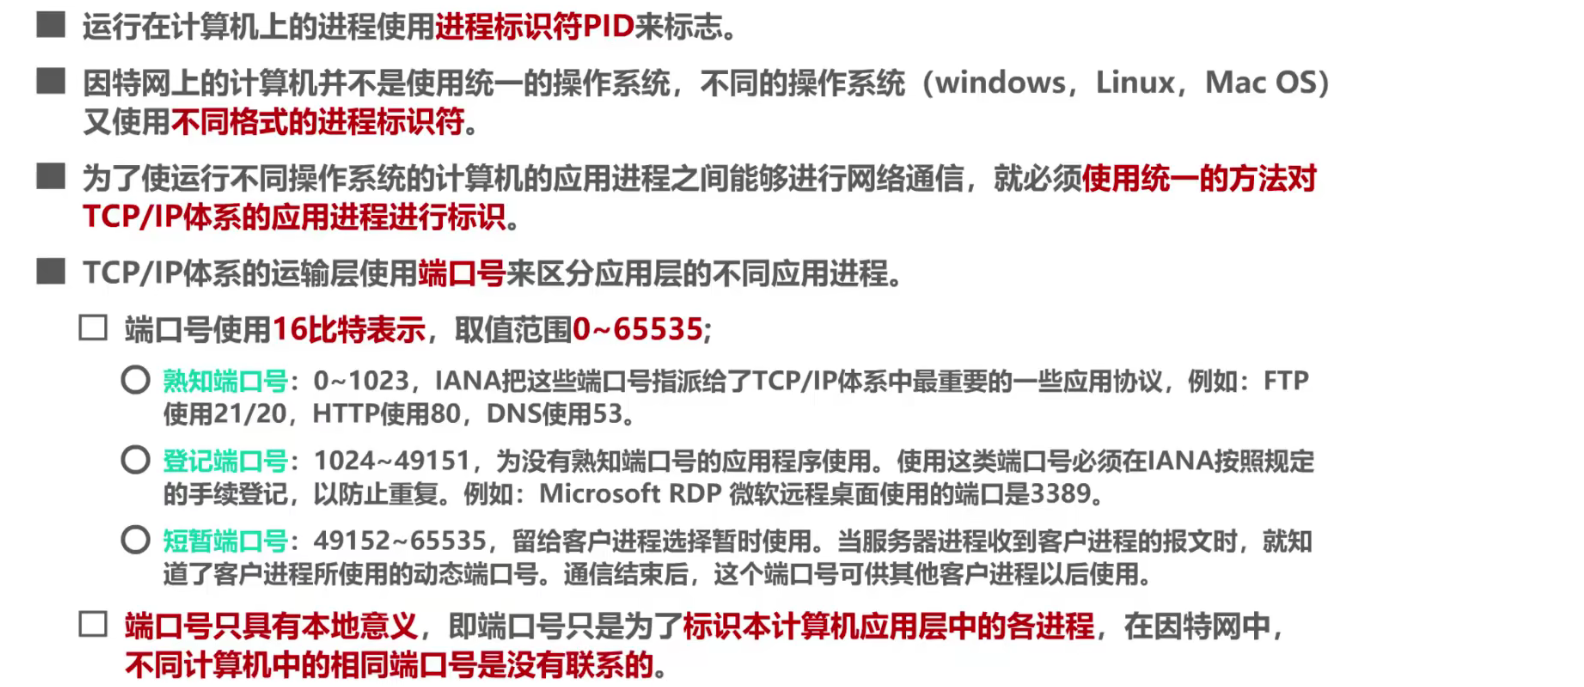 运行在计算机上的进程使用进程标识符PID来标志。
因特网上的计算机并不是使用统一的操作系统，不同的操作系统（windows，Linux，Mac OS）
又使用不同格式的进程标识符。
为了使运行不同操作系统的计算机的应用进程之间能够进行网络通信，就必须使用统一的方法对
TCP/IP体系的应用进程进行标识。
TCP/IP体系的运输层使用端口号来区分应用层的不同应用进程。
端口号使用16比特表示，取值范围0~65535;
熟知端口号：0~1023，IANA把这些端口号指派给了TCP/IP体系中最重要的一些应用协议，例如：FTP
使用21/20，HTTP使用80，DNS使用53。
登记端口号：1024~49151，为没有熟知端口号的应用程序使用。使用这类端口号必须在IANA按照规定
的手续登记，以防止重复。例如：Microsoft RDP 微软远程桌面使用的端口是3389。
短暂端口号：49152~65535，留给客户进程选择暂时使用。当服务器进程收到客户进程的报文时，就知
道了客户进程所使用的动态端口号。通信结束后，这个端口号可供其他客户进程以后使用。
端口号只具有本地意义，即端口号只是为了标识本计算机应用层中的各进程，在因特网中，
不同计算机中的相同端口号是没有联系的。